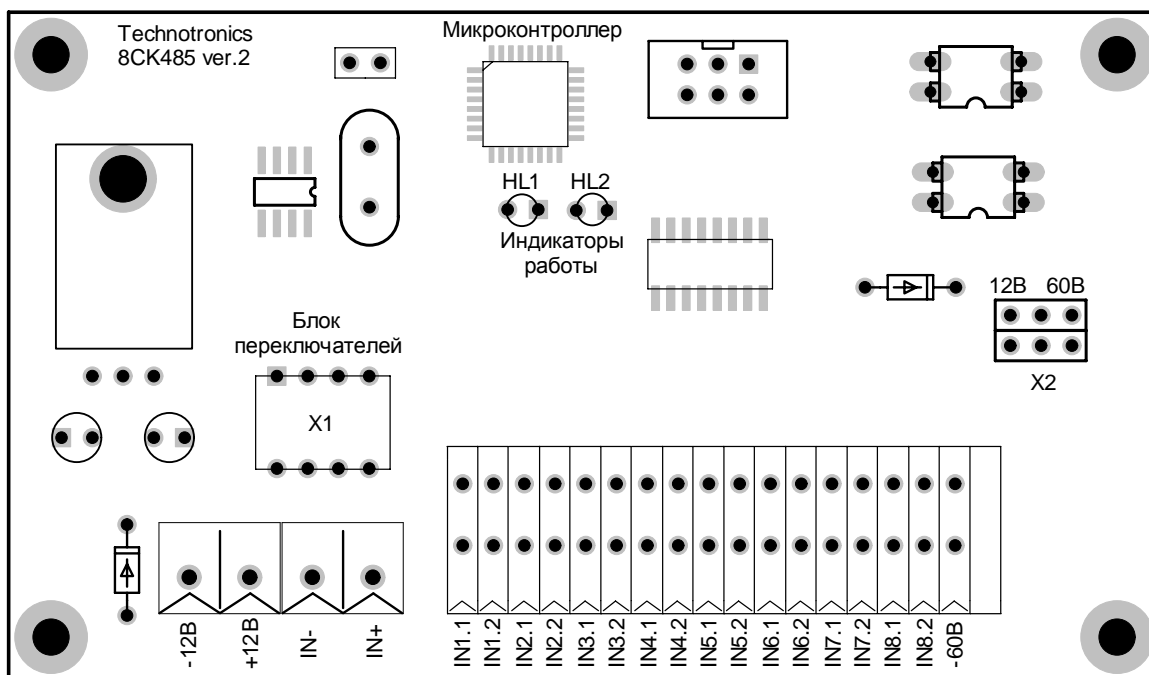 Technotronics
8CK485 ver.2
Микроконтроллер
HL1
HL2
Индикаторы
работы
12В 60В
X2
Блок
переключателей
X1
-12В
+12В
IN-
IN+
IN1.1
IN1.2
IN2.1
IN2.2
IN3.1
IN3.2
IN4.1
IN4.2
IN5.1
IN5.2
IN6.1
IN6.2
IN7.1
IN7.2
IN8.1
IN8.2
-60В